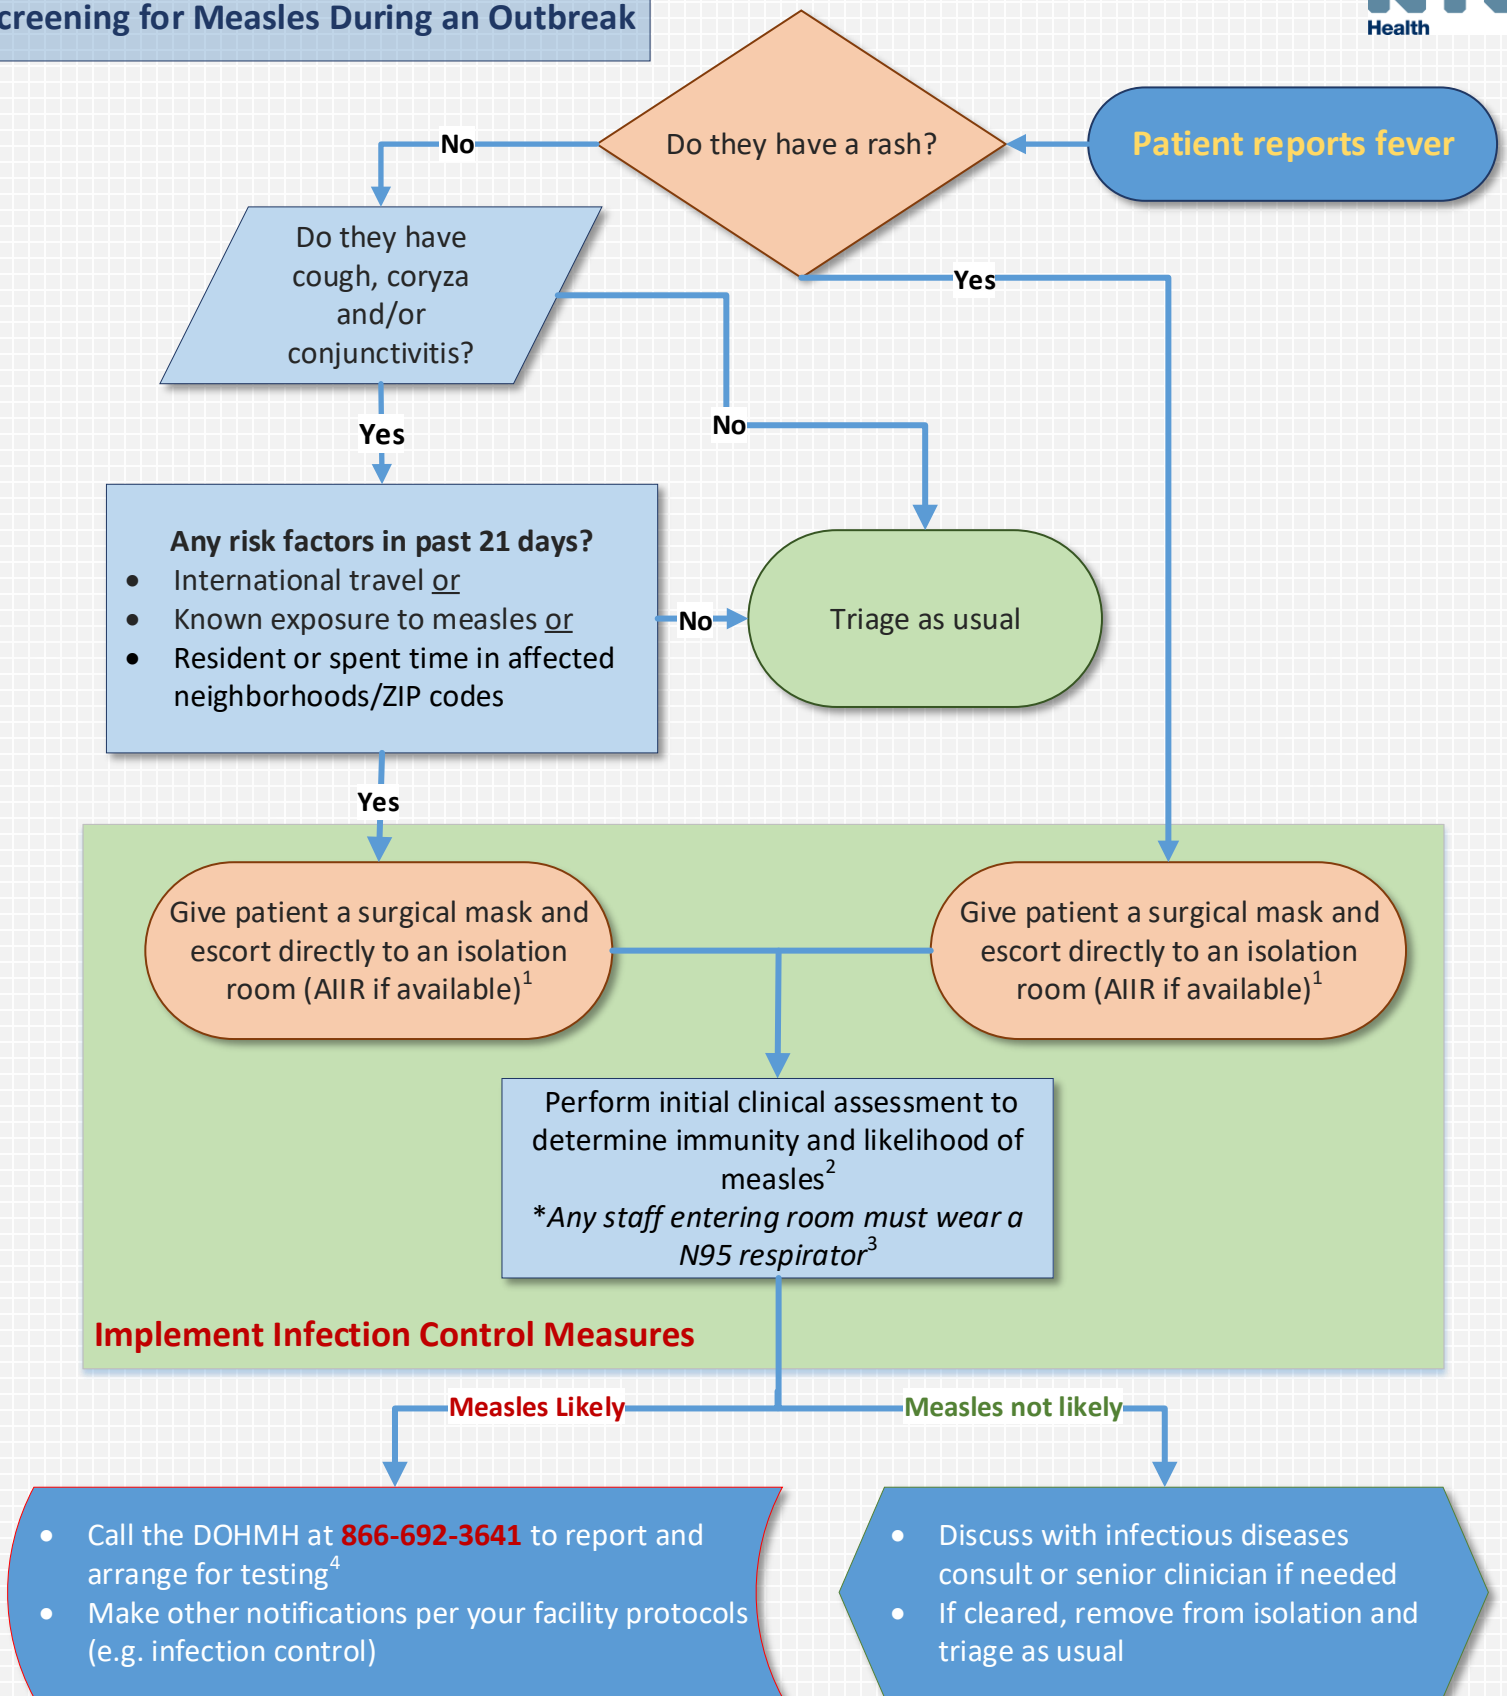 for Measles During an Outbreak
Health
Patient reports fever
Do they have a rash?
No
Yes
Do they have
cough, coryza
and/or
conjunctivitis?
No
Yes
Any risk factors in past 21 days?
• International travel or
• Known exposure to measles or
• Resident or spent time in affected
neighborhoods/ZIP codes
No
Triage as usual
Yes
Give patient a surgical mask and
escort directly to an isolation
room (AIIR if available)1
Give patient a surgical mask and
escort directly to an isolation
room (AIIR if available)1
Perform initial clinical assessment to
determine immunity and likelihood of
measles2
*Any staff entering room must wear a
N95 respirator3
Implement Infection Control Measures
Measles Likely
Measles not likely
• Call the DOHMH at 866-692-3641 to report and
arrange for testing4
• Make other notifications per your facility protocols
(e.g. infection control)
• Discuss with infectious diseases
consult or senior clinician if needed
• If cleared, remove from isolation and
triage as usual